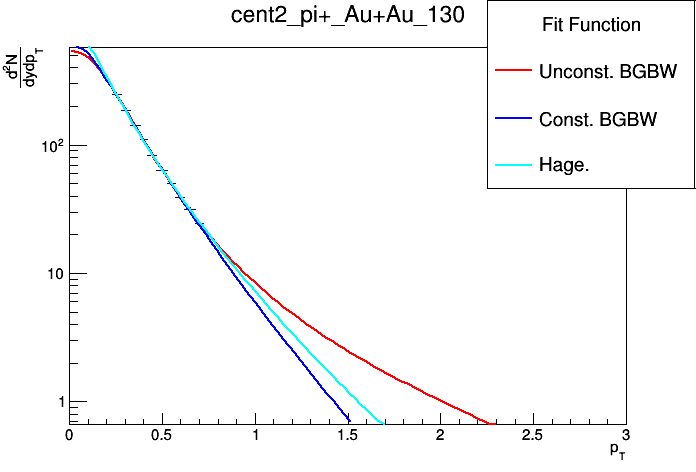 cent2_pi+_Au+Au_130
Fit Function
Unconst. BGBW
Const. BGBW
Hage.
d²N
dydp_T
10²
10
1
0 0.5 1 1.5 2 2.5 3
p_T